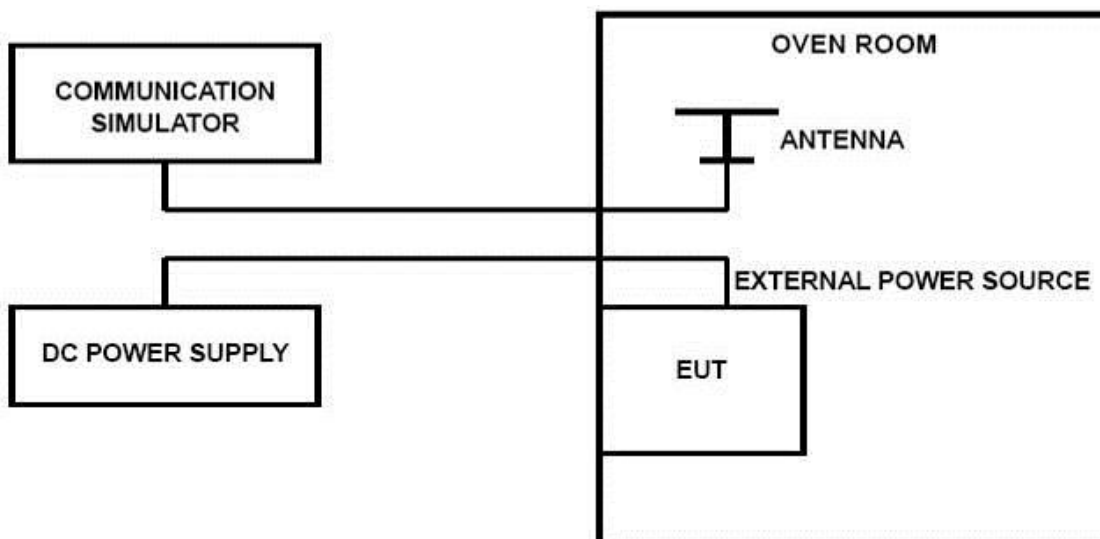 OVEN ROOM
COMMUNICATION
SIMULATOR
ANTENNA
EXTERNAL POWER SOURCE
DC POWER SUPPLY
EUT